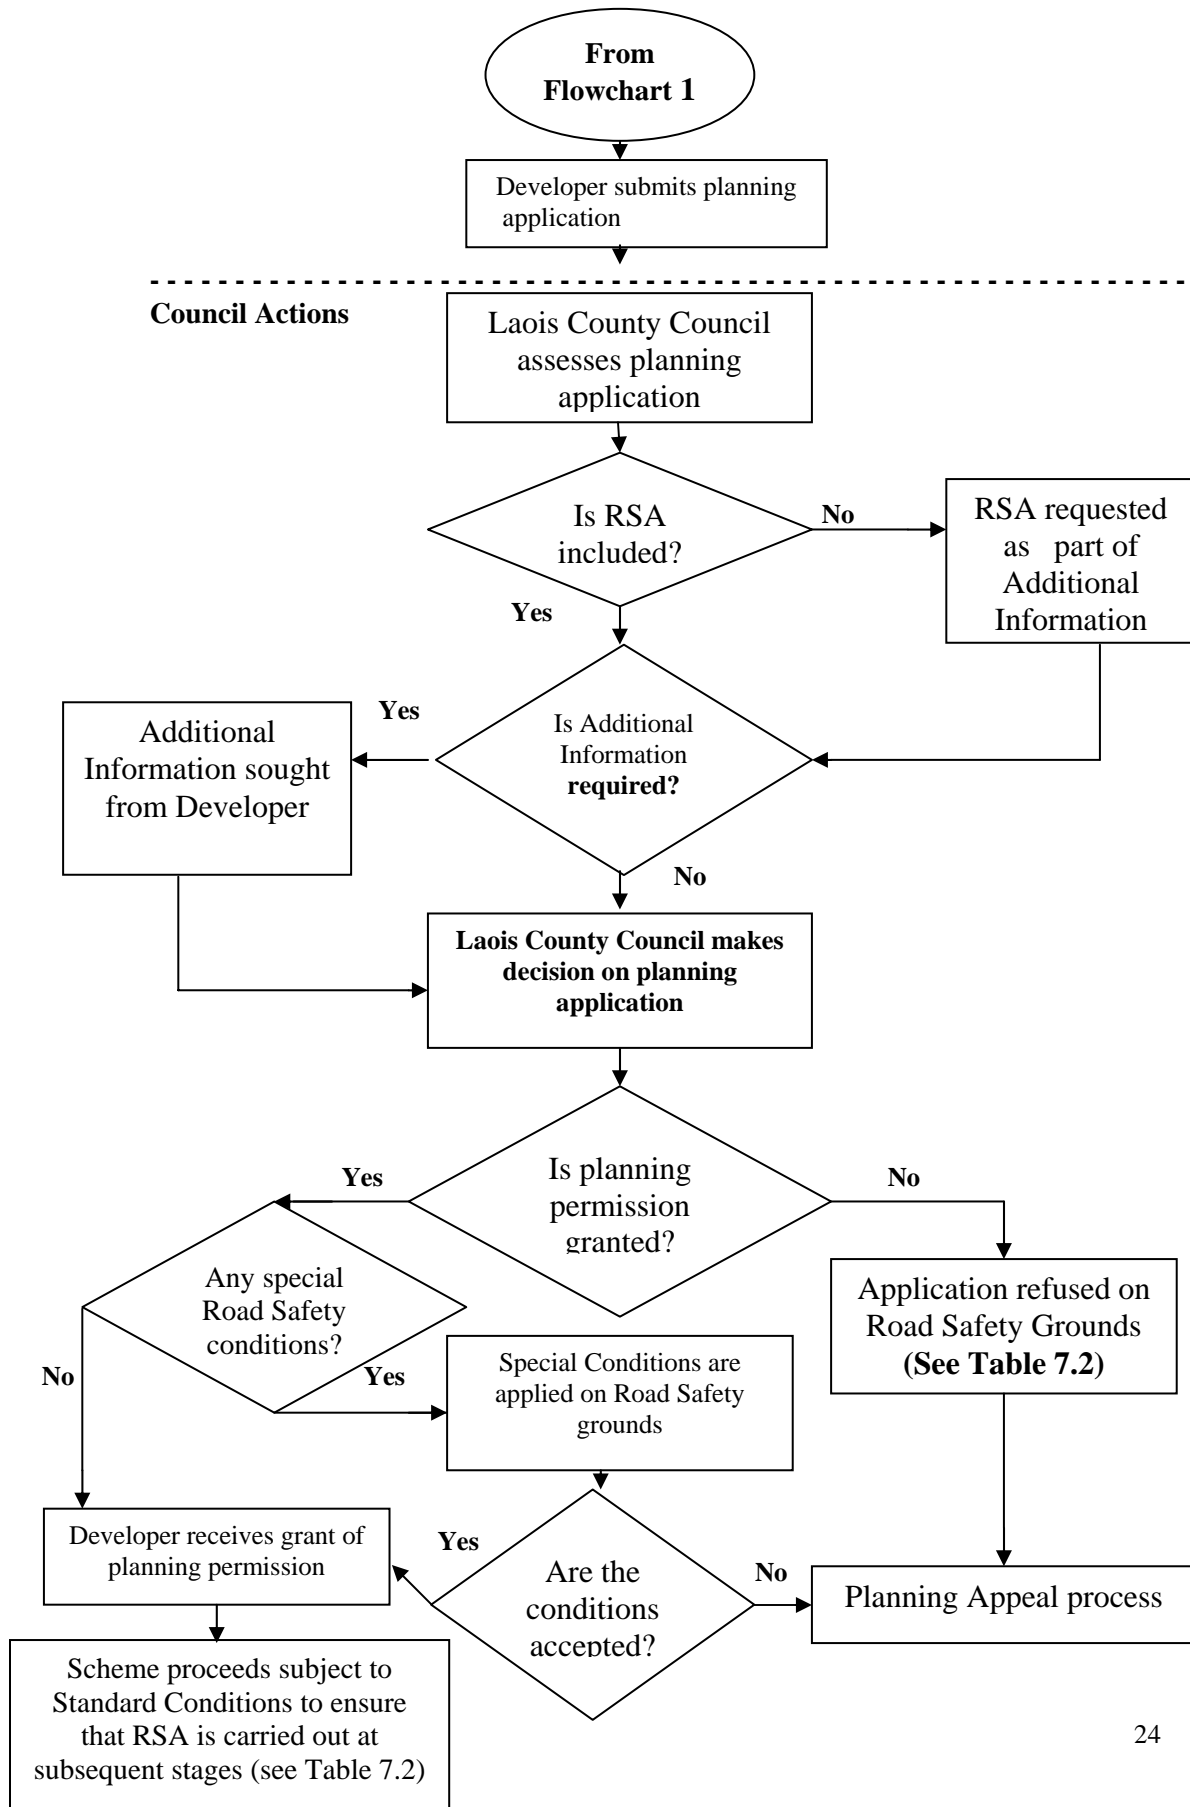 From
Flowchart 1
Developer submits planning
application
Council Actions
Laois County Council
assesses planning
application
Is RSA
included?
No
RSA requested
as part of
Additional
Information
Yes
Is Additional
Information
required?
Yes
Additional
Information sought
from Developer
No
Laois County Council makes
decision on planning
application
Is planning
permission
granted?
Yes
No
Any special
Road Safety
conditions?
Application refused on
Road Safety Grounds
(See Table 7.2)
No
Yes
Special Conditions are
applied on Road Safety
grounds
Developer receives grant of
planning permission
Yes
Are the
conditions
accepted?
No
Planning Appeal process
Scheme proceeds subject to
Standard Conditions to ensure
that RSA is carried out at
subsequent stages (see Table 7.2)
24